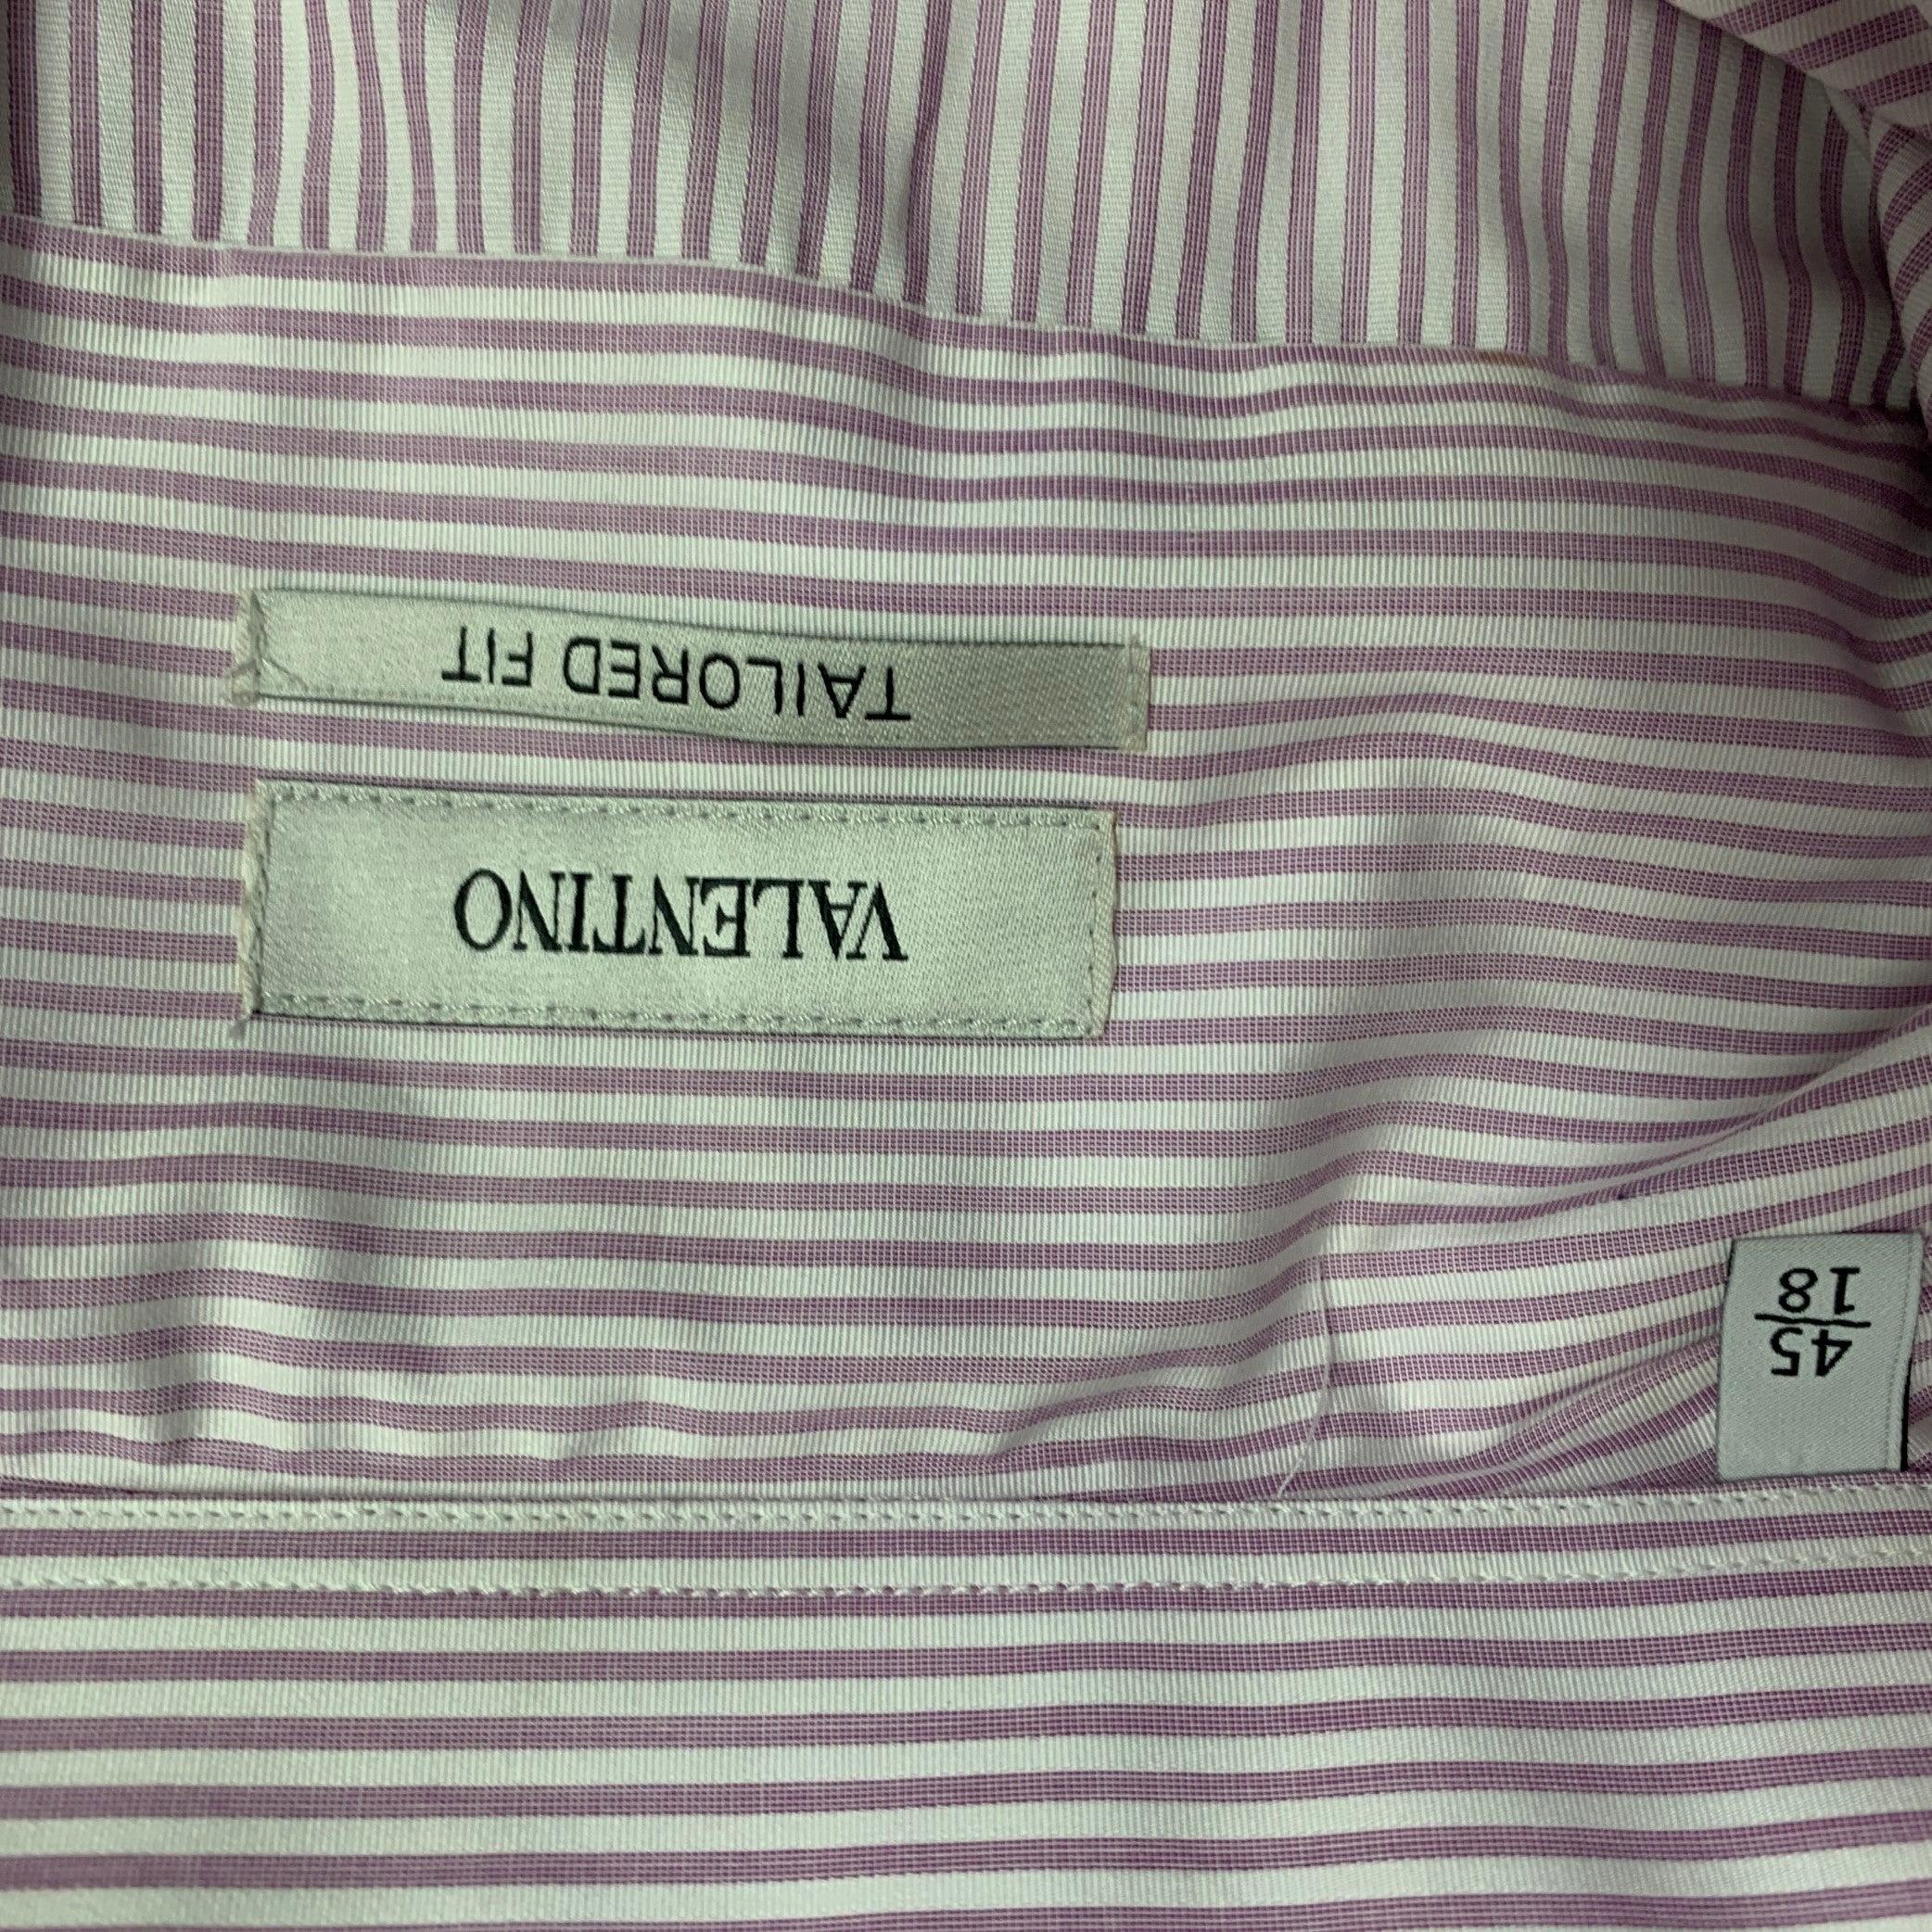 45
18
VALENTINO
TAILORED FIT